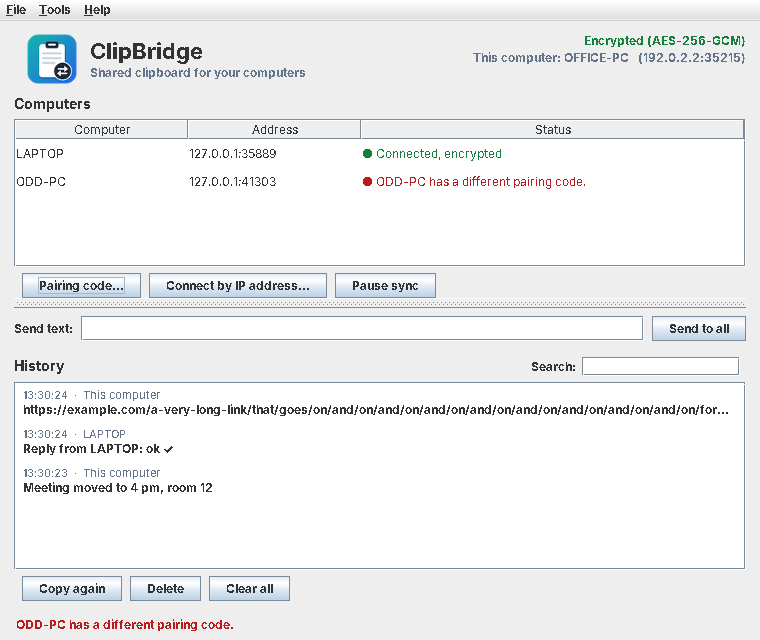 File Tools Help
ClipBridge
Shared clipboard for your computers
Encrypted (AES-256-GCM)
This computer: OFFICE-PC (192.0.2.2:35215)
Computers
Computer Address Status
LAPTOP 127.0.0.1:35889 Connected, encrypted
ODD-PC 127.0.0.1:41303 ODD-PC has a different pairing code.
Pairing code... Connect by IP address... Pause sync
Send text: Send to all
History Search:
13:30:24 · This computer
https://example.com/a-very-long-link/that/goes/on/and/on/and/on/and/on/and/on/and/on/and/on/and/on/and/on/for...
13:30:24 · LAPTOP
Reply from LAPTOP: ok ✔
13:30:23 · This computer
Meeting moved to 4 pm, room 12
Copy again Delete Clear all
ODD-PC has a different pairing code.